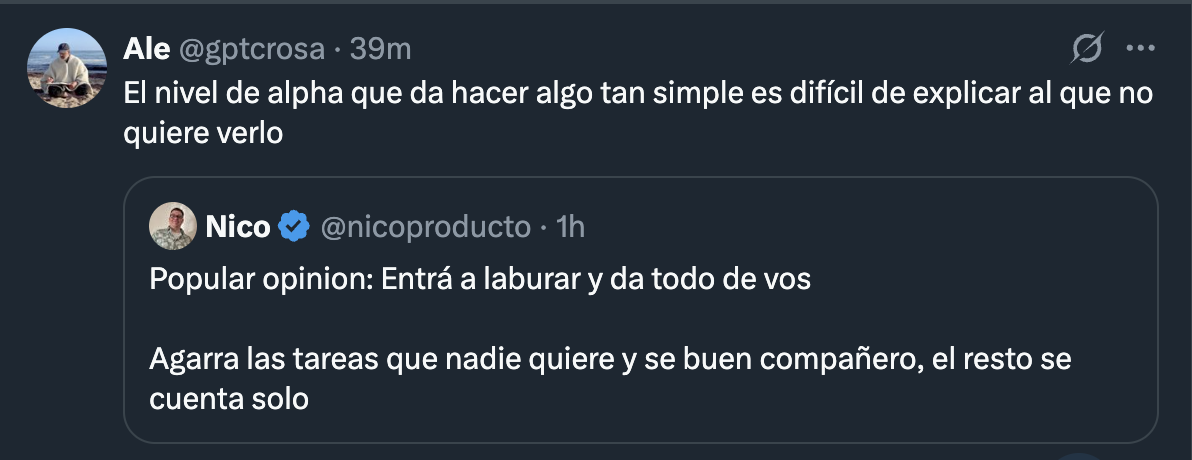 Ale @gptcrosa · 39m
El nivel de alpha que da hacer algo tan simple es difícil de explicar al que no
quiere verlo
Nico @nicoproducto · 1h
Popular opinion: Entrá a laburar y da todo de vos
Agarra las tareas que nadie quiere y se buen compañero, el resto se
cuenta solo